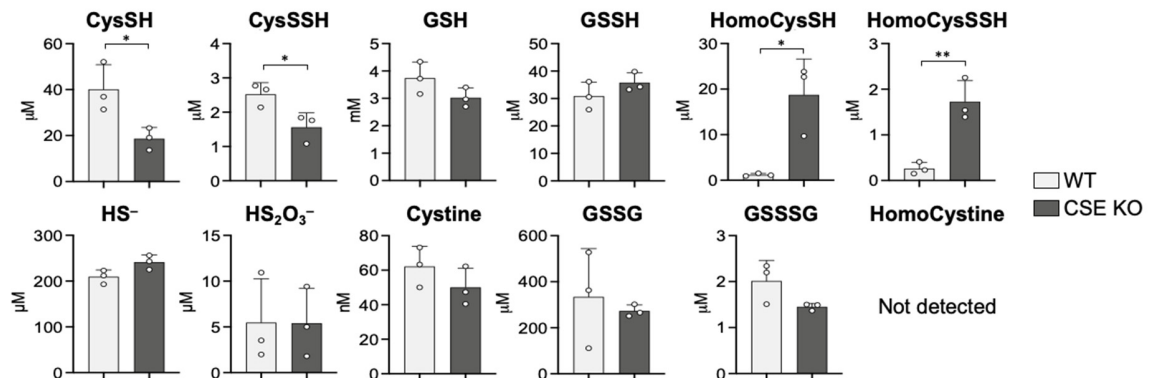 CysSH CysSSH GSH GSSH HomoCysSH HomoCysSSH
60 4 5 50 30 3
* * * **
40 3 4 40 20 2
20 2 3 30 10 1
0 1 2 20 0 0
0 1 10
0 0
μM μM mM μM μM μM
WT
CSE KO
HS– HS2O3– Cystine GSSG GSSSG HomoCystine
300 15 80 600 3
200 10 60 400 2
100 5 40 200 1
0 0 20 0 0
0
μM μM nM μM μM
Not detected